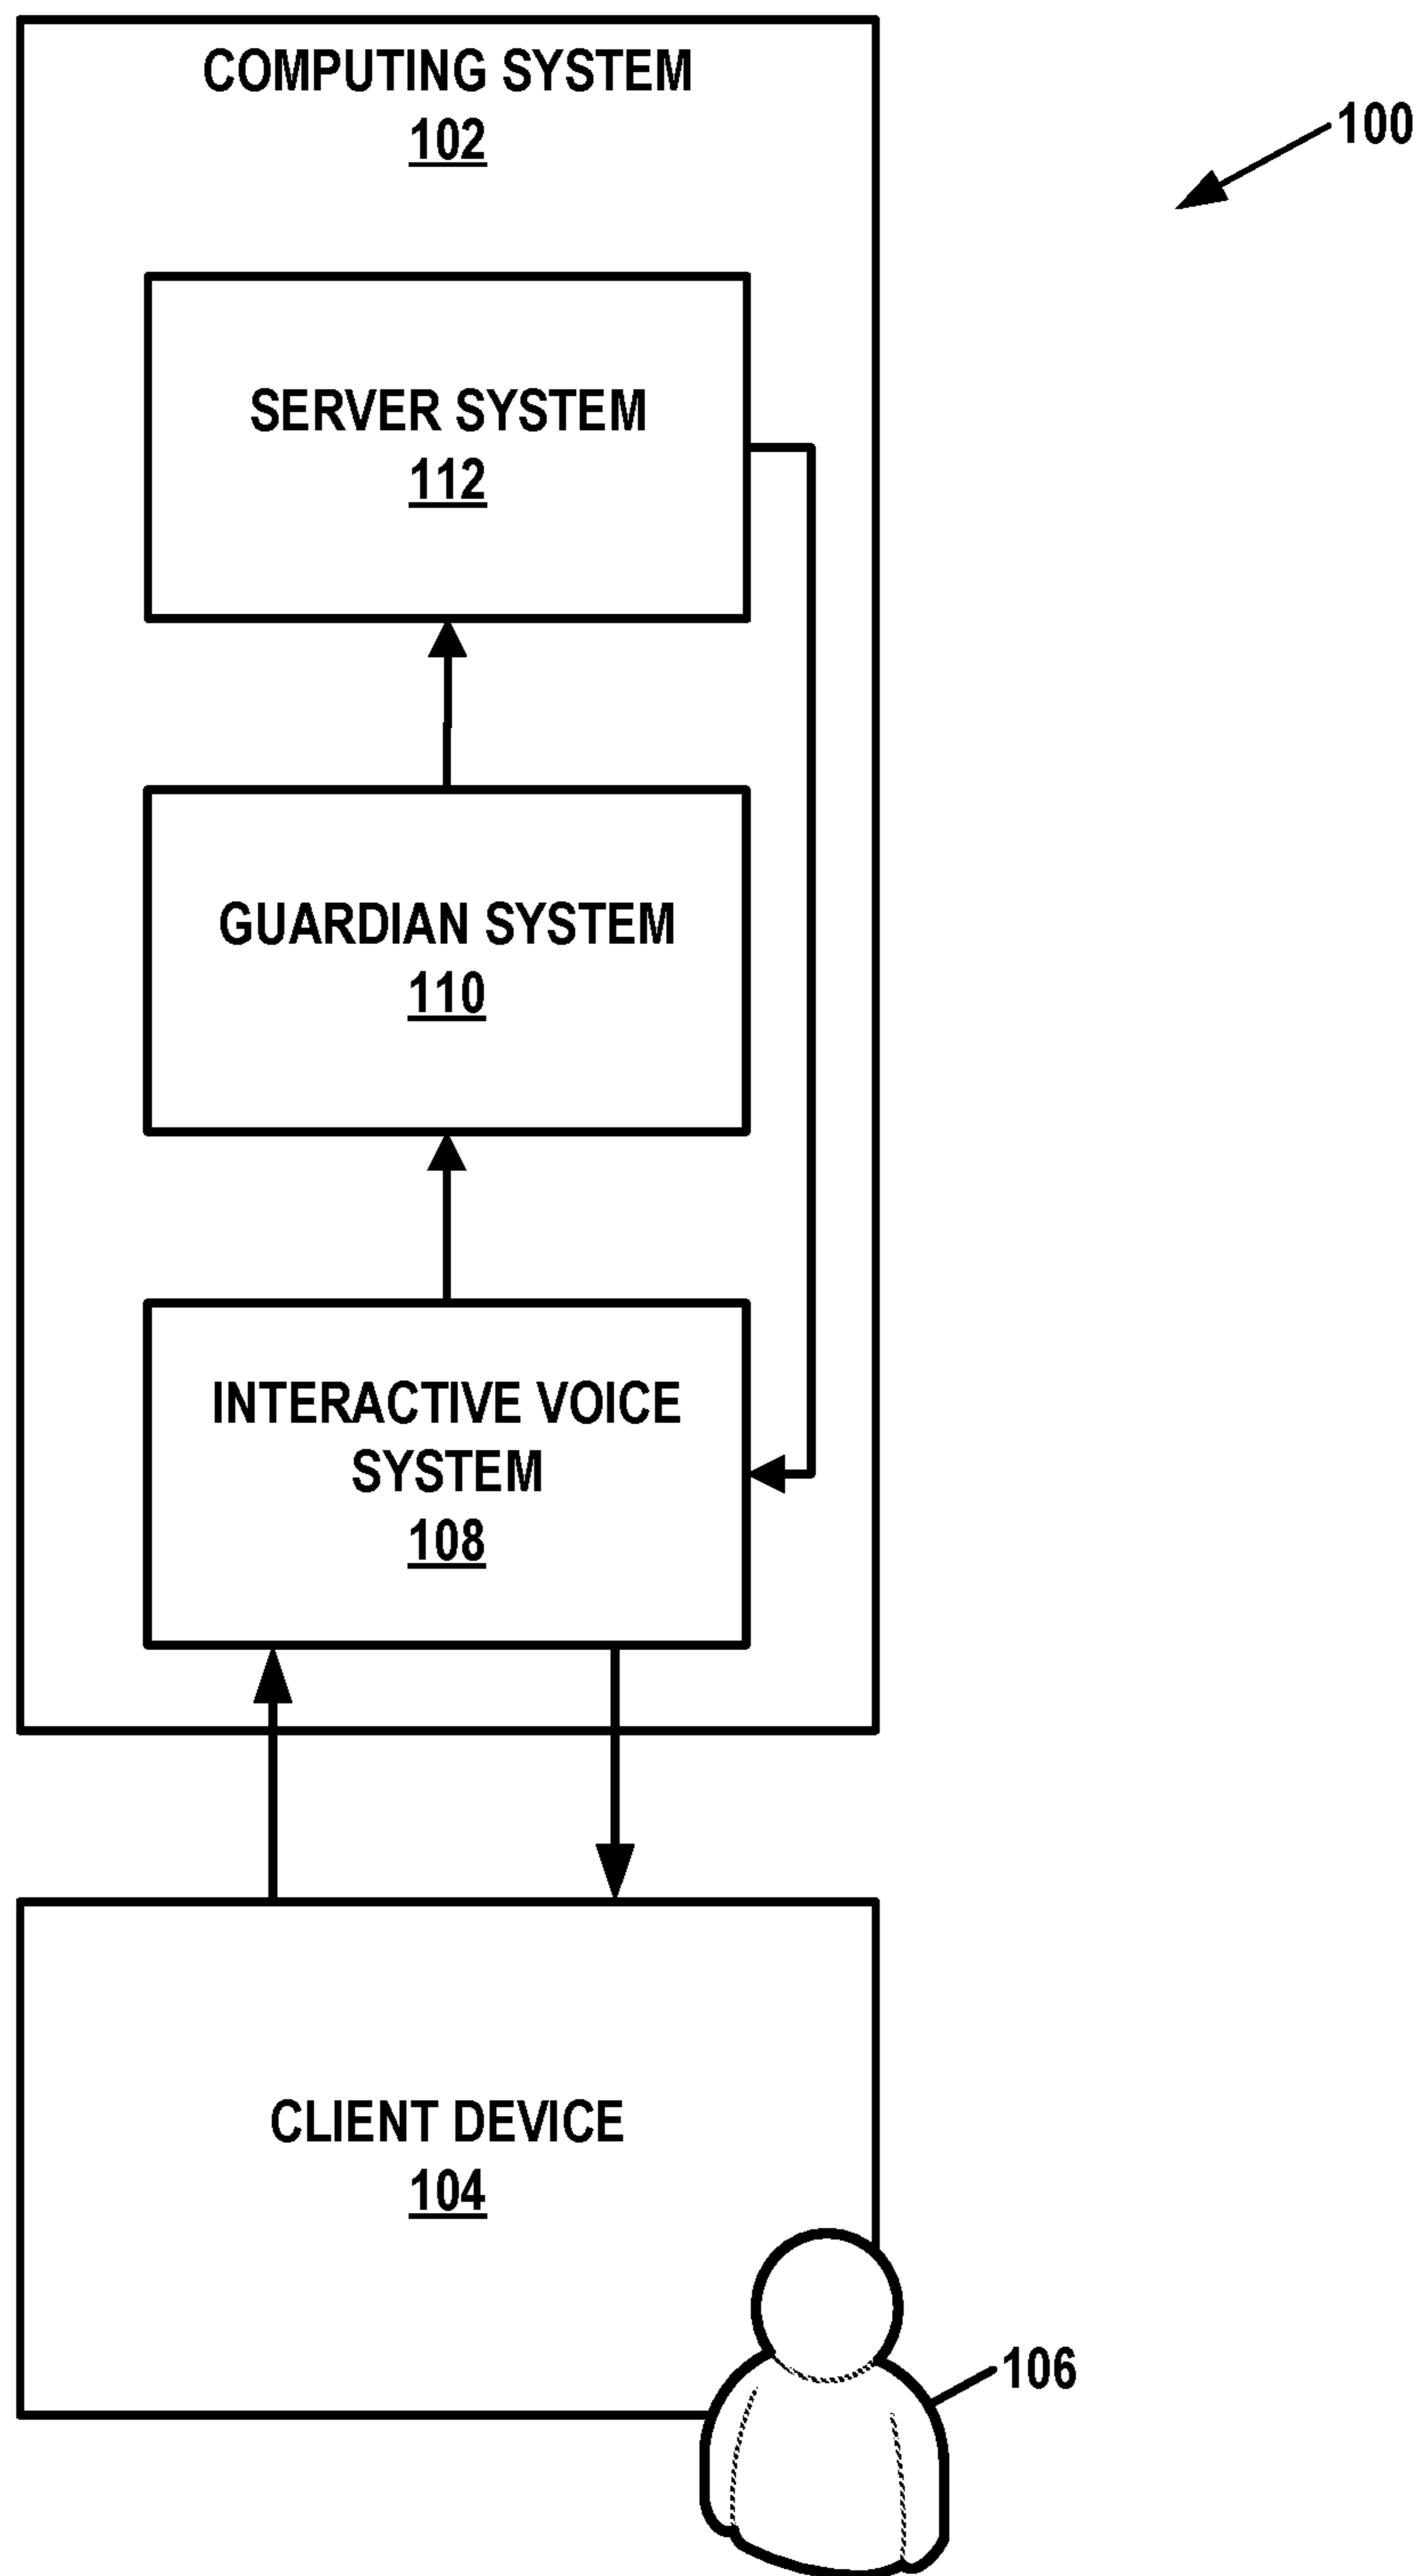 COMPUTING SYSTEM
102
100
SERVER SYSTEM
112
GUARDIAN SYSTEM
110
INTERACTIVE VOICE
SYSTEM
108
CLIENT DEVICE
104
106